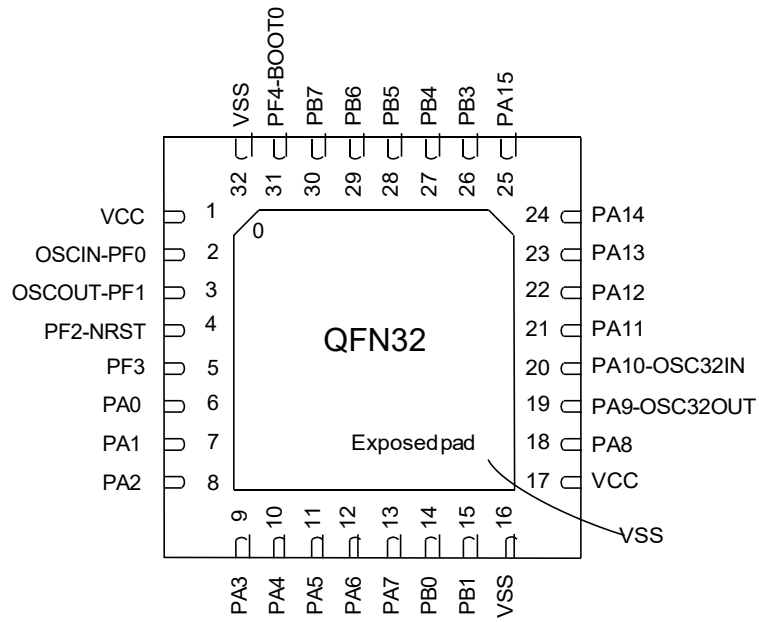 VSS
PF4-BOOT0
PB7
PB6
PB5
PB4
PB3
PA15
32
31
30
29
28
27
26
25
VCC 1
OSCIN-PF0 2
OSCOUT-PF1 3
PF2-NRST 4
PF3 5
PA0 6
PA1 7
PA2 8
0
QFN32
Exposed pad
24 PA14
23 PA13
22 PA12
21 PA11
20 PA10-OSC32IN
19 PA9-OSC32OUT
18 PA8
17 VCC
VSS
9
10
11
12
13
14
15
16
PA3
PA4
PA5
PA6
PA7
PB0
PB1
VSS